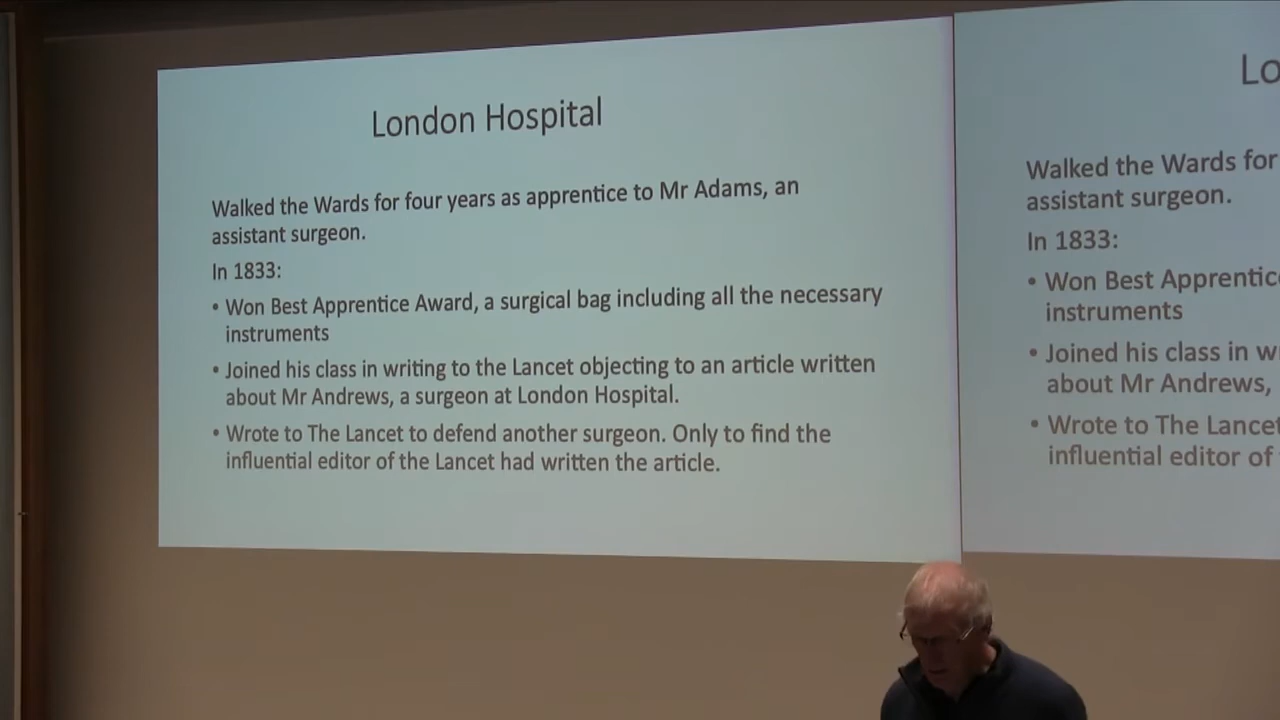 London Hospital
Walked the Wards for four years as apprentice to Mr Adams, an
assistant surgeon.
In 1833:
• Won Best Apprentice Award, a surgical bag including all the necessary
instruments
• Joined his class in writing to the Lancet objecting to an article written
about Mr Andrews, a surgeon at London Hospital.
• Wrote to The Lancet to defend another surgeon. Only to find the
influential editor of the Lancet had written the article.
Lo
Walked the Wards for
assistant surgeon.
In 1833:
• Won Best Apprentic
instruments
• Joined his class in w
about Mr Andrews,
• Wrote to The Lancet
influential editor of